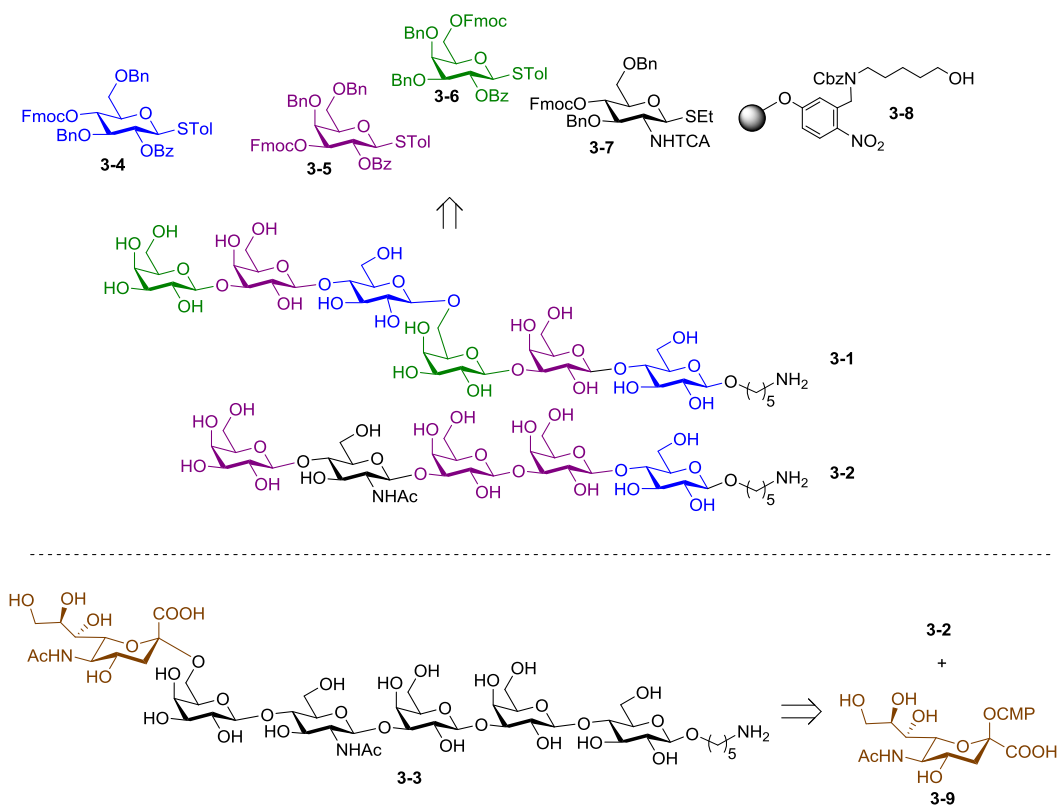 OFmoc
BnO
BnO
STol
OBz
3-6
OBn
FmocO
BnO
STol
OBz
3-4
BnO
OBn
FmocO
STol
OBz
3-5
OBn
FmocO
BnO
SEt
NHTCA
3-7
CbzN
OH
O
NO2
3-8
HO OH
O
HO
OH
O
HO OH
O
OH
O
OH
O
HO
OH
O
HO
O
HO
OH
O
HO OH
O
OH
O
OH
O
HO
OH
O
5
NH2
3-1
HO OH
O
HO
OH
O
OH
O
HO
NHAc
O
HO OH
O
OH
O
HO OH
O
OH
O
OH
O
HO
OH
O
5
NH2
3-2
HO
OH
OH
COOH
O
AcHN
HO
O
HO
O
HO
OH
O
OH
O
HO
NHAc
O
HO OH
O
OH
O
HO OH
O
OH
O
OH
O
HO
OH
O
5
NH2
3-3
3-2
+
HO
OH
OH
OCMP
O
AcHN
COOH
HO
3-9